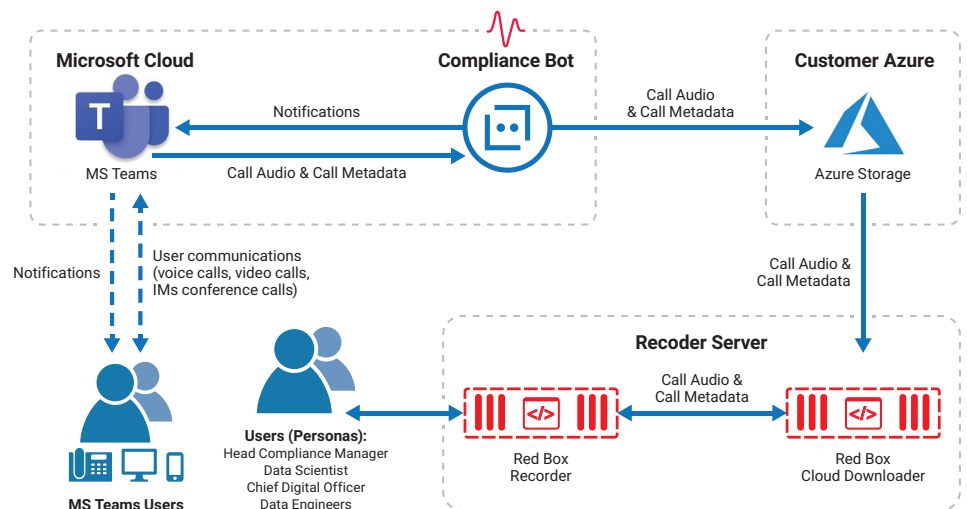 Microsoft Cloud
Compliance Bot
Customer Azure
T
MS Teams
Notifications
Call Audio & Call Metadata
Call Audio
& Call Metadata
Azure Storage
Notifications
User communications
(voice calls, video calls,
IMs conference calls)
Call Audio &
Call Metadata
Recoder Server
MS Teams Users
Users (Personas):
Head Compliance Manager
Data Scientist
Chief Digital Officer
Data Engineers
</>
Red Box
Recorder
Call Audio &
Call Metadata
</>
Red Box
Cloud Downloader